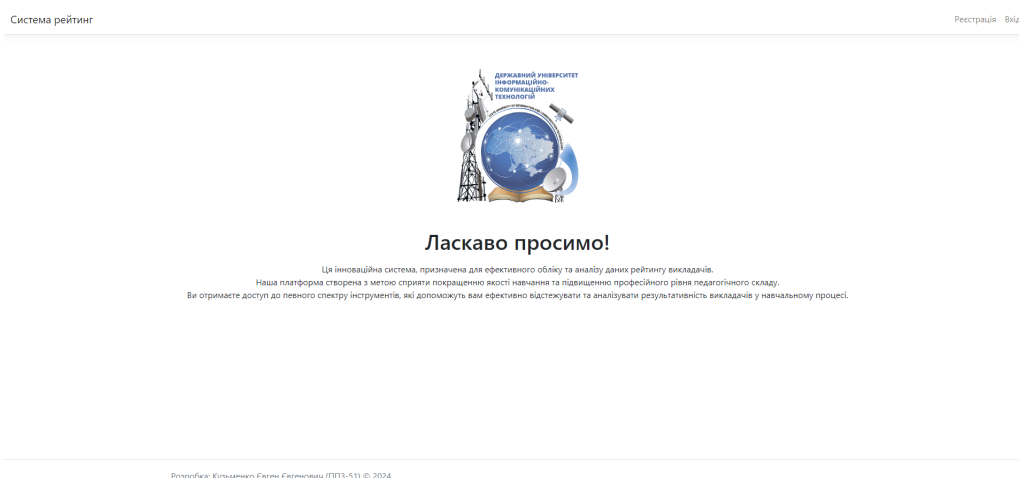 Система рейтинг
Реєстрація Вхід
ДЕРЖАВНИЙ УНІВЕРСИТЕТ
ІНФОРМАЦІЙНО-
КОМУНІКАЦІЙНИХ
ТЕХНОЛОГІЙ
Ласкаво просимо!
Ця інноваційна система, призначена для ефективного обліку та аналізу даних рейтингу викладачів.
Наша платформа створена з метою сприяти покращенню якості навчання та підвищенню професійного рівня педагогічного складу.
Ви отримаєте доступ до певного спектру інструментів, які допоможуть вам ефективно відстежувати та аналізувати результативність викладачів у навчальному процесі.
Розробка: Кузьменко Євген Євгенович (ППЗ-51) © 2024